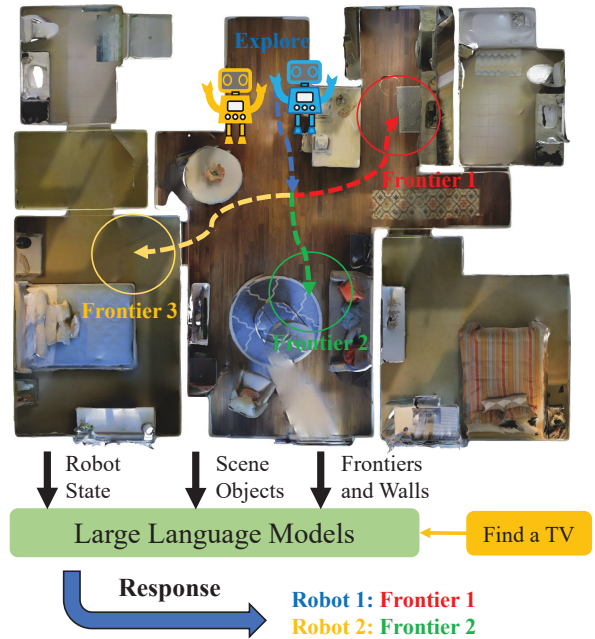 Explore
Frontier 1
Frontier 3
Frontier 2
Robot
State
Scene
Objects
Frontiers
and Walls
Large Language Models
Find a TV
Response
Robot 1: Frontier 1
Robot 2: Frontier 2